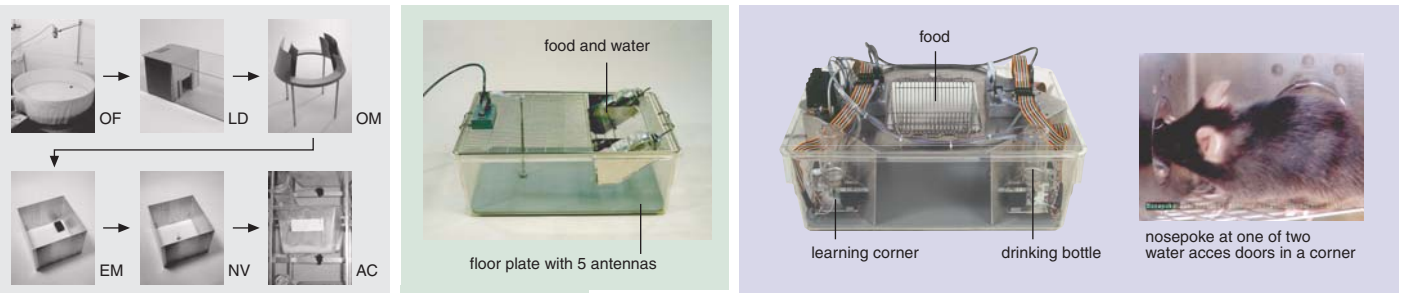 OF
LD
OM
EM
NV
AC
food and water
floor plate with 5 antennas
food
learning corner
drinking bottle
nosepoke at one of two
water acces doors in a corner